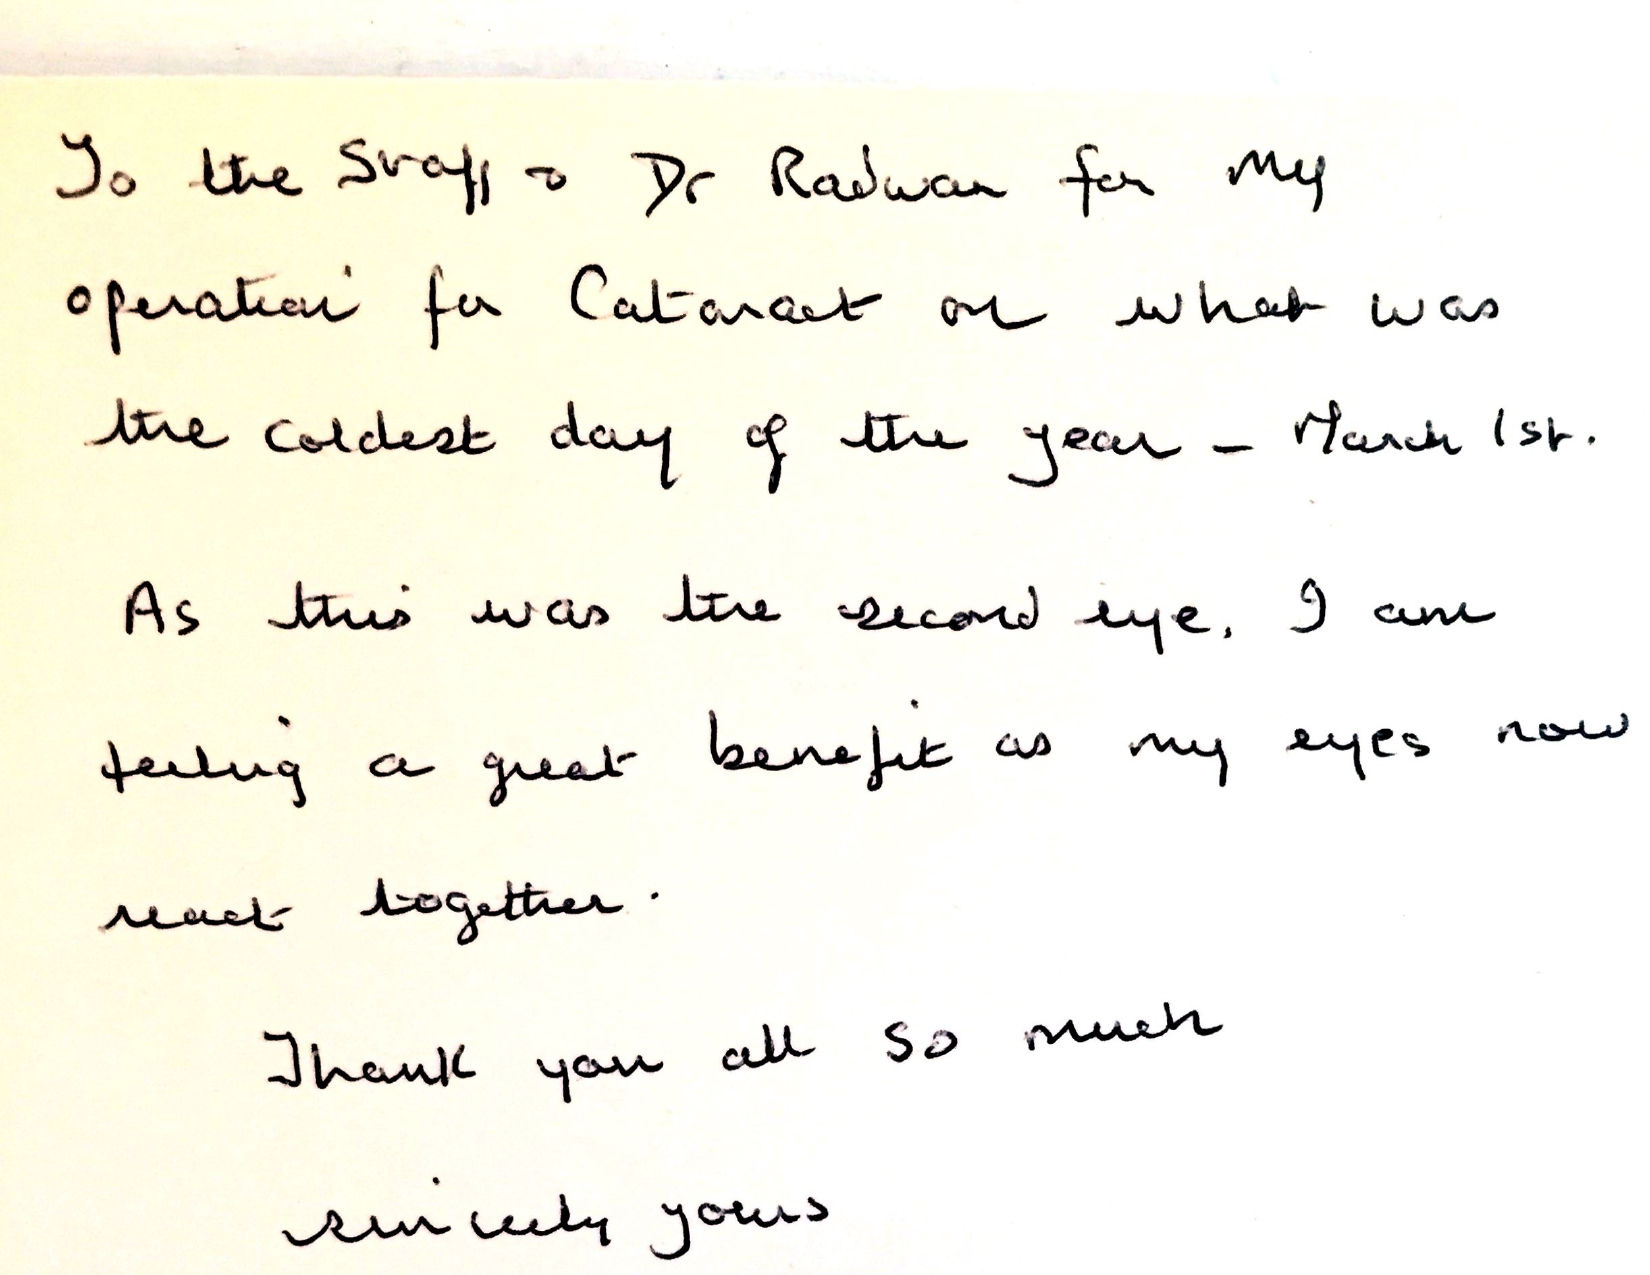 To the Staff & Dr Radwan for My
operation for Cataract on what was
the coldest day of the year - March 1st.
As this was the second eye, I am
feeling a great benefit as my eyes now
react together.
Thank you all so much
sincerely yours